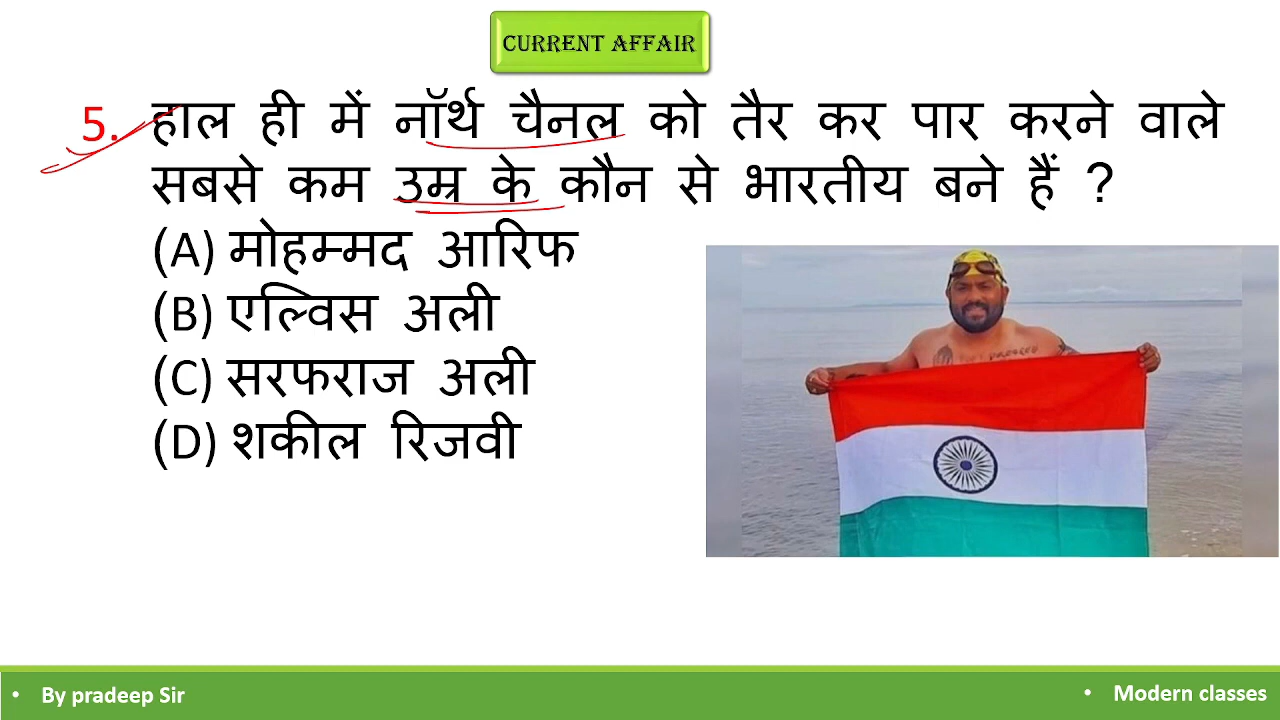 CURRENT AFFAIR
5. हाल ही में नॉर्थ चैनल को तैर कर पार करने वाले
सबसे कम उम्र के कौन से भारतीय बने हैं ?
(A) मोहम्मद आरिफ
(B) एल्विस अली
(C) सरफराज अली
(D) शकील रिजवी
• By pradeep Sir
• Modern classes